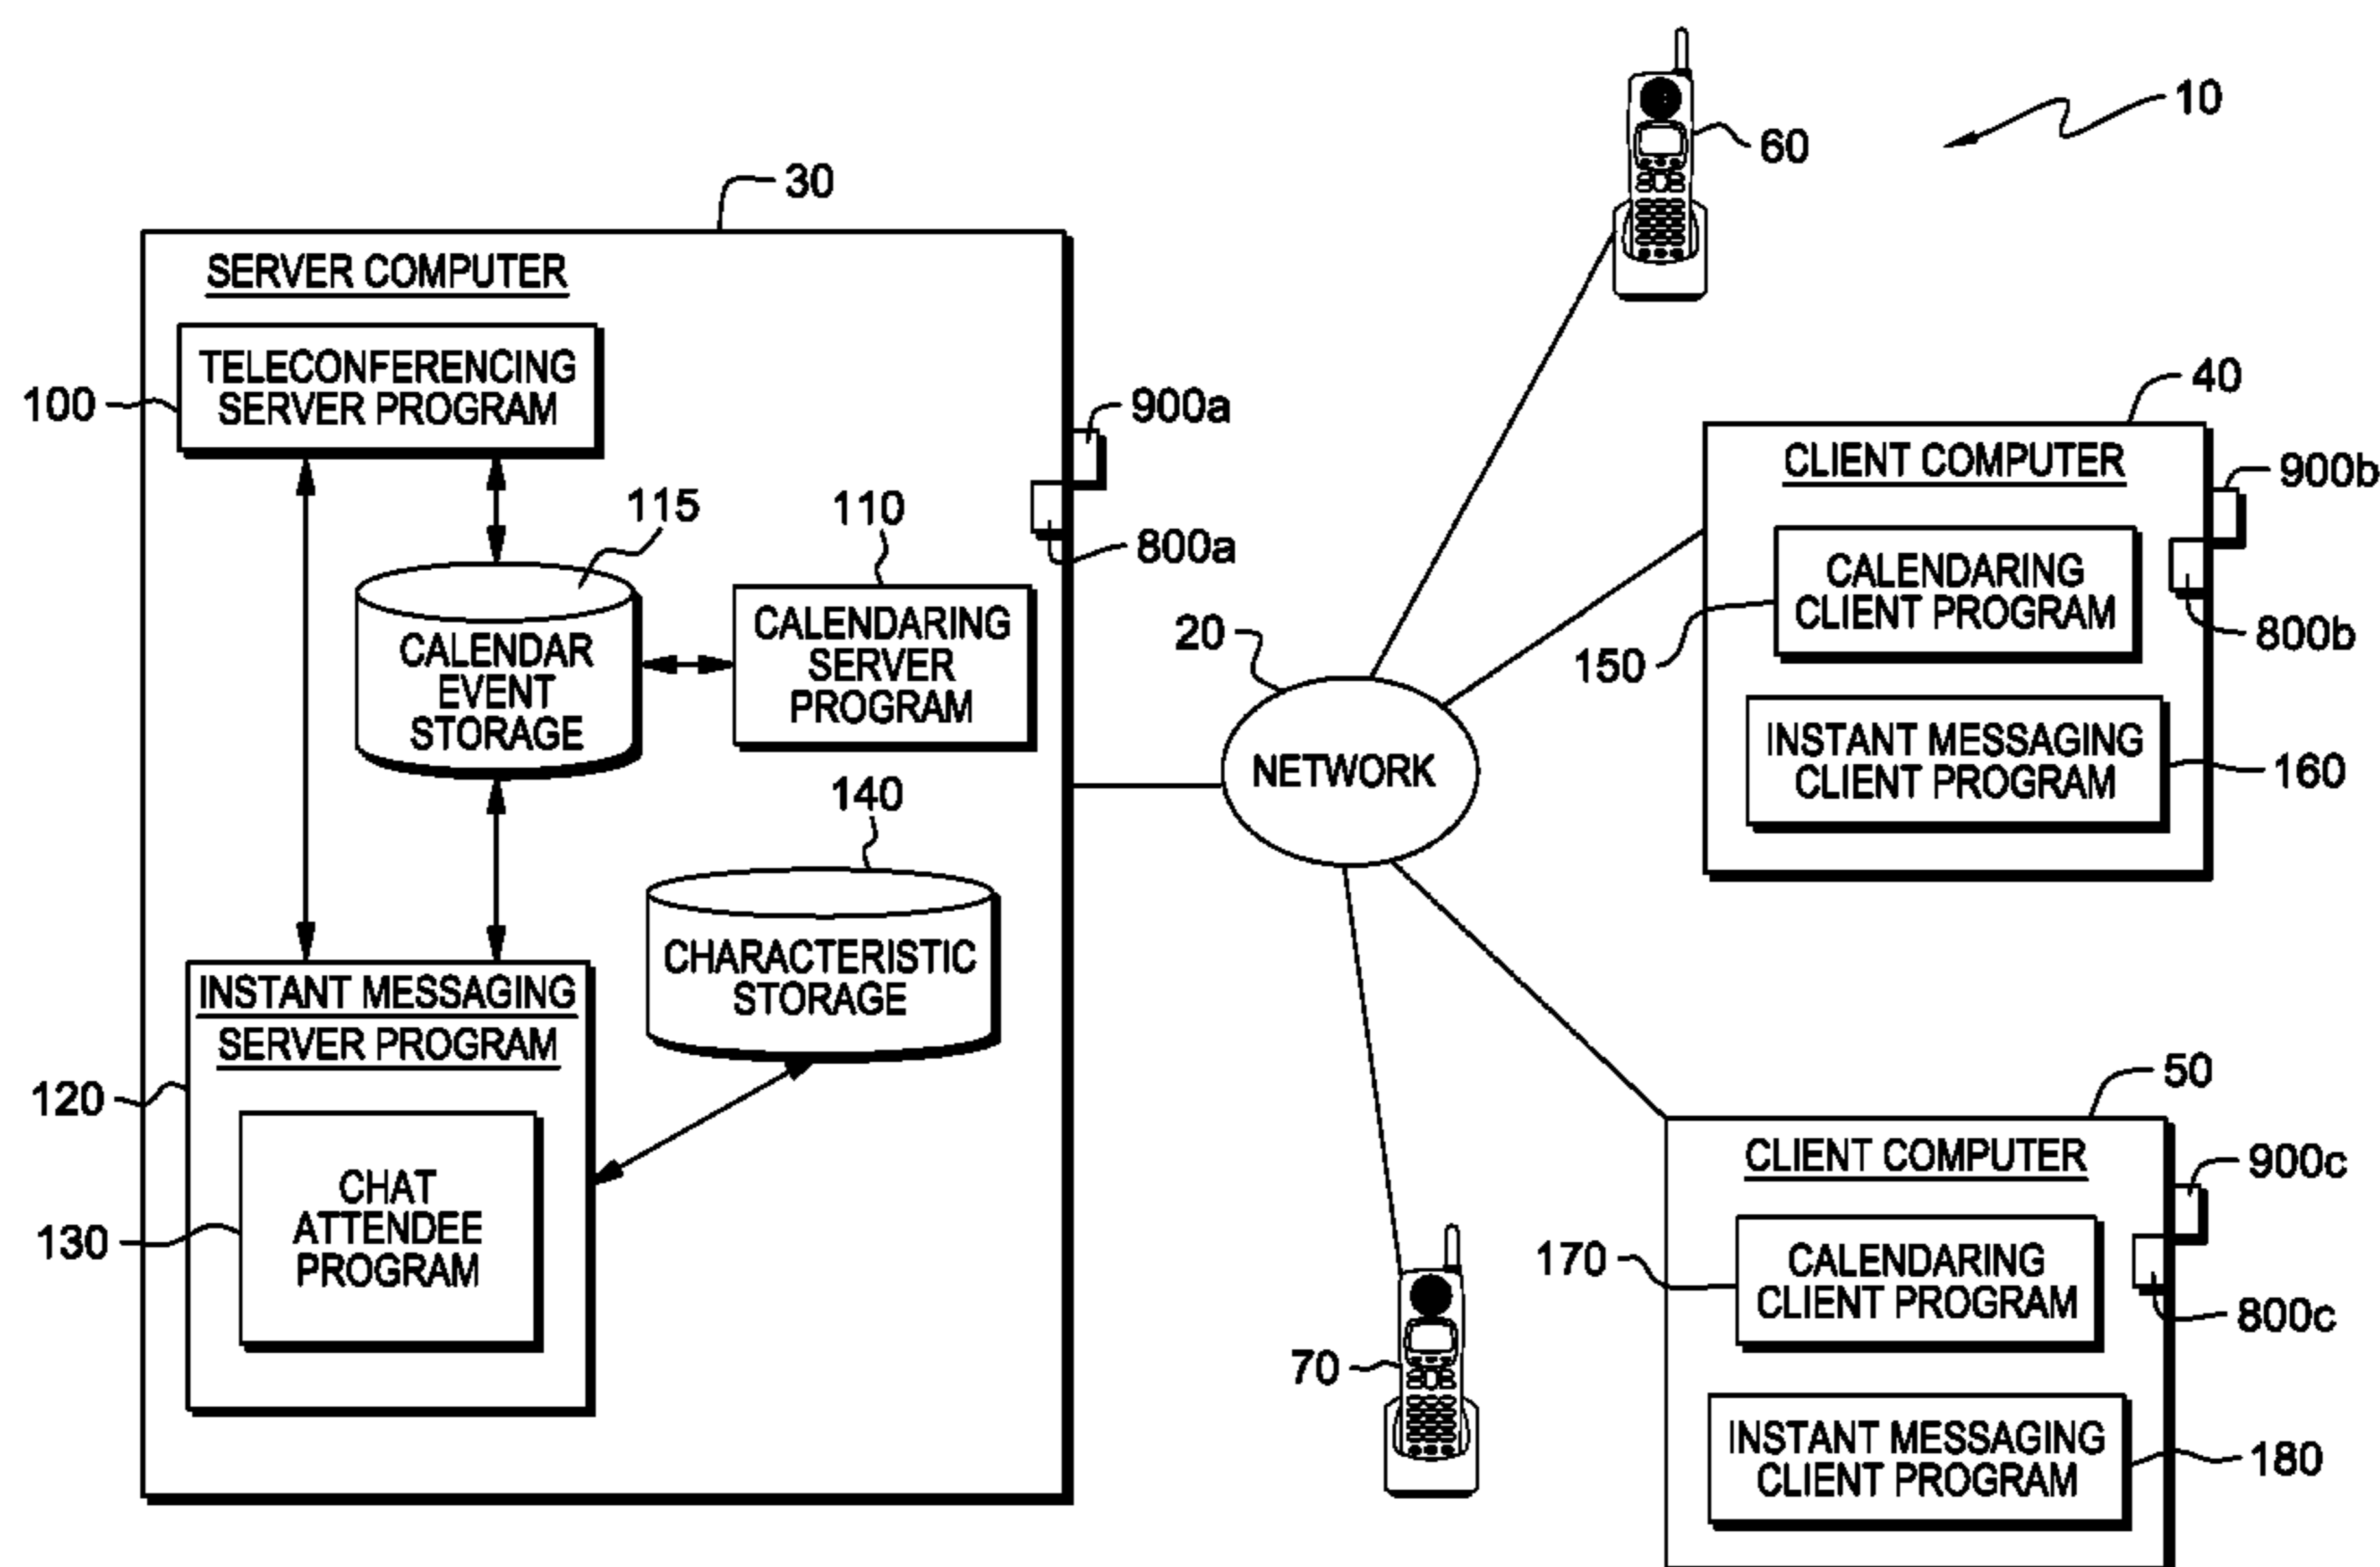 10
60
30
SERVER COMPUTER
TELECONFERENCING
SERVER PROGRAM
100
900a
800a
115
110
CALENDAR
EVENT
STORAGE
CALENDARING
SERVER
PROGRAM
140
CHARACTERISTIC
STORAGE
INSTANT MESSAGING
SERVER PROGRAM
120
CHAT
ATTENDEE
PROGRAM
130
20
NETWORK
40
CLIENT COMPUTER
900b
CALENDARING
CLIENT PROGRAM
800b
150
INSTANT MESSAGING
CLIENT PROGRAM
160
70
50
CLIENT COMPUTER
900c
CALENDARING
CLIENT PROGRAM
170
800c
INSTANT MESSAGING
CLIENT PROGRAM
180